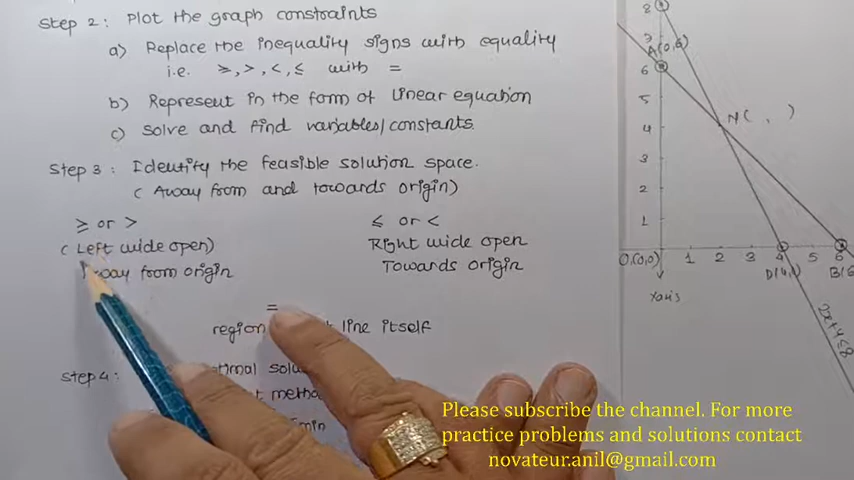 Step 2: Plot the graph constraints
a) Replace the inequality signs with equality
i.e. ≥, >, <, ≤ with =
b) Represent in the form of linear equation
c) Solve and find variables/constants.
Step 3: Identify the feasible solution space.
( Away from and towards origin)
≥ or >
( Left wide open)
Away from origin
≤ or <
Right wide open
Towards origin
=
region line itself
Step 4:
8
7
A(0,6)
6
5
4
N( , )
3
2
1
0,(0,0) 1 2 3 4 5 6
B(6
x axis
2x+y≤8
Please subscribe the channel. For more
practice problems and solutions contact
novateur.anil@gmail.com